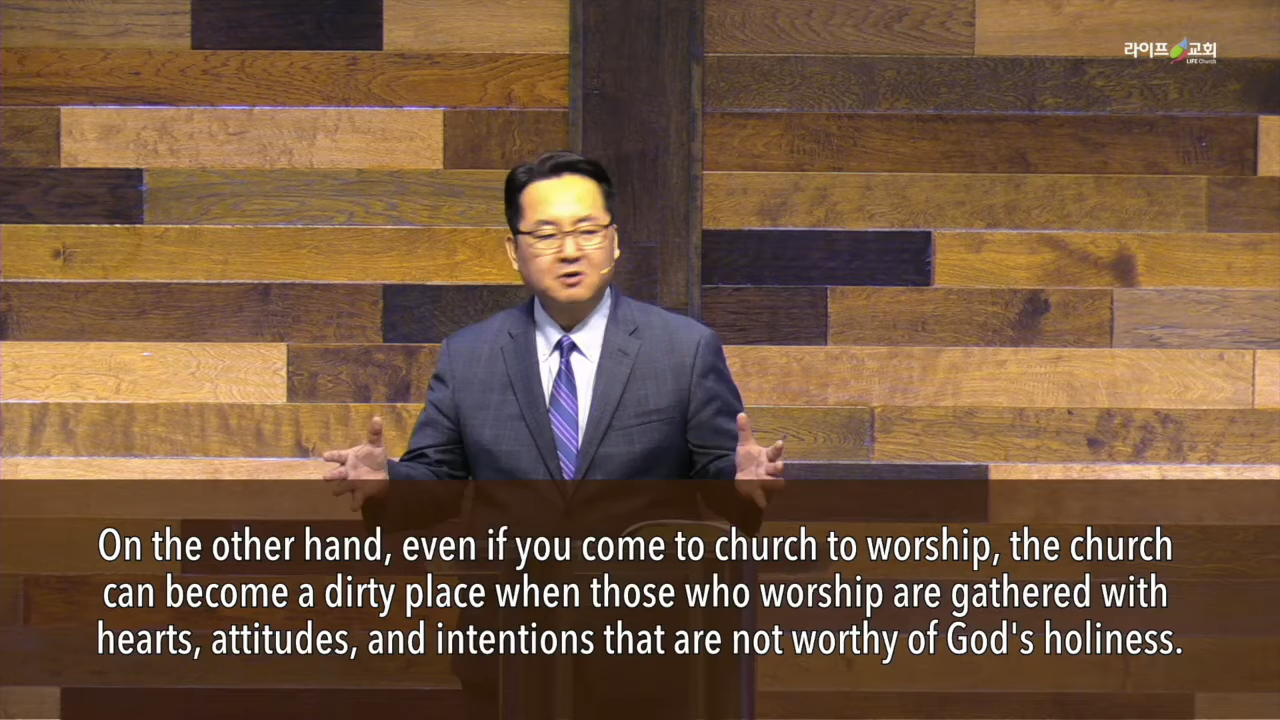 라이프 교회
LIFE Church
On the other hand, even if you come to church to worship, the church
can become a dirty place when those who worship are gathered with
hearts, attitudes, and intentions that are not worthy of God's holiness.